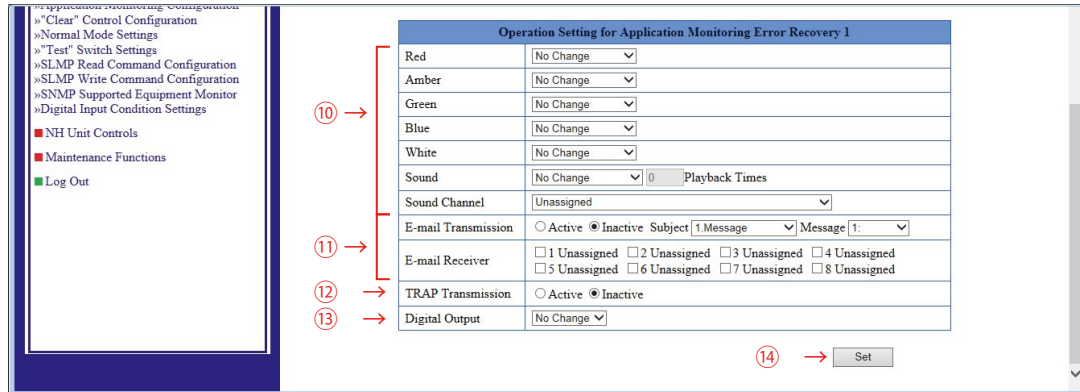 »Application Monitoring Configuration
»"Clear" Control Configuration
»Normal Mode Settings
»"Test" Switch Settings
»SLMP Read Command Configuration
»SLMP Write Command Configuration
»SNMP Supported Equipment Monitor
»Digital Input Condition Settings
NH Unit Controls
Maintenance Functions
Log Out
Operation Setting for Application Monitoring Error Recovery 1
⑩ →
Red No Change
Amber No Change
Green No Change
Blue No Change
White No Change
Sound No Change 0 Playback Times
Sound Channel Unassigned
⑪ →
E-mail Transmission Active Inactive Subject 1.Message Message 1:
E-mail Receiver 1 Unassigned 2 Unassigned 3 Unassigned 4 Unassigned
5 Unassigned 6 Unassigned 7 Unassigned 8 Unassigned
⑫ → TRAP Transmission Active Inactive
⑬ → Digital Output No Change
⑭ → Set